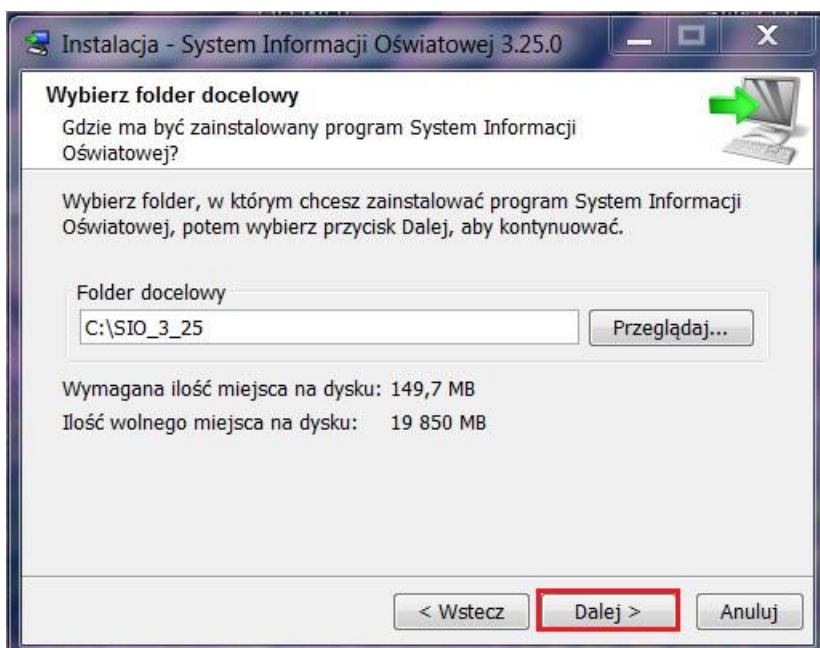 Instalacja - System Informacji Oświatowej 3.25.0
Wybierz folder docelowy
Gdzie ma być zainstalowany program System Informacji
Oświatowej?
Wybierz folder, w którym chcesz zainstalować program System Informacji
Oświatowej, potem wybierz przycisk Dalej, aby kontynuować.
Folder docelowy
C:\SIO_3_25
Przeglądaj...
Wymagana ilość miejsca na dysku: 149,7 MB
Ilość wolnego miejsca na dysku: 19 850 MB
< Wstecz
Dalej >
Anuluj